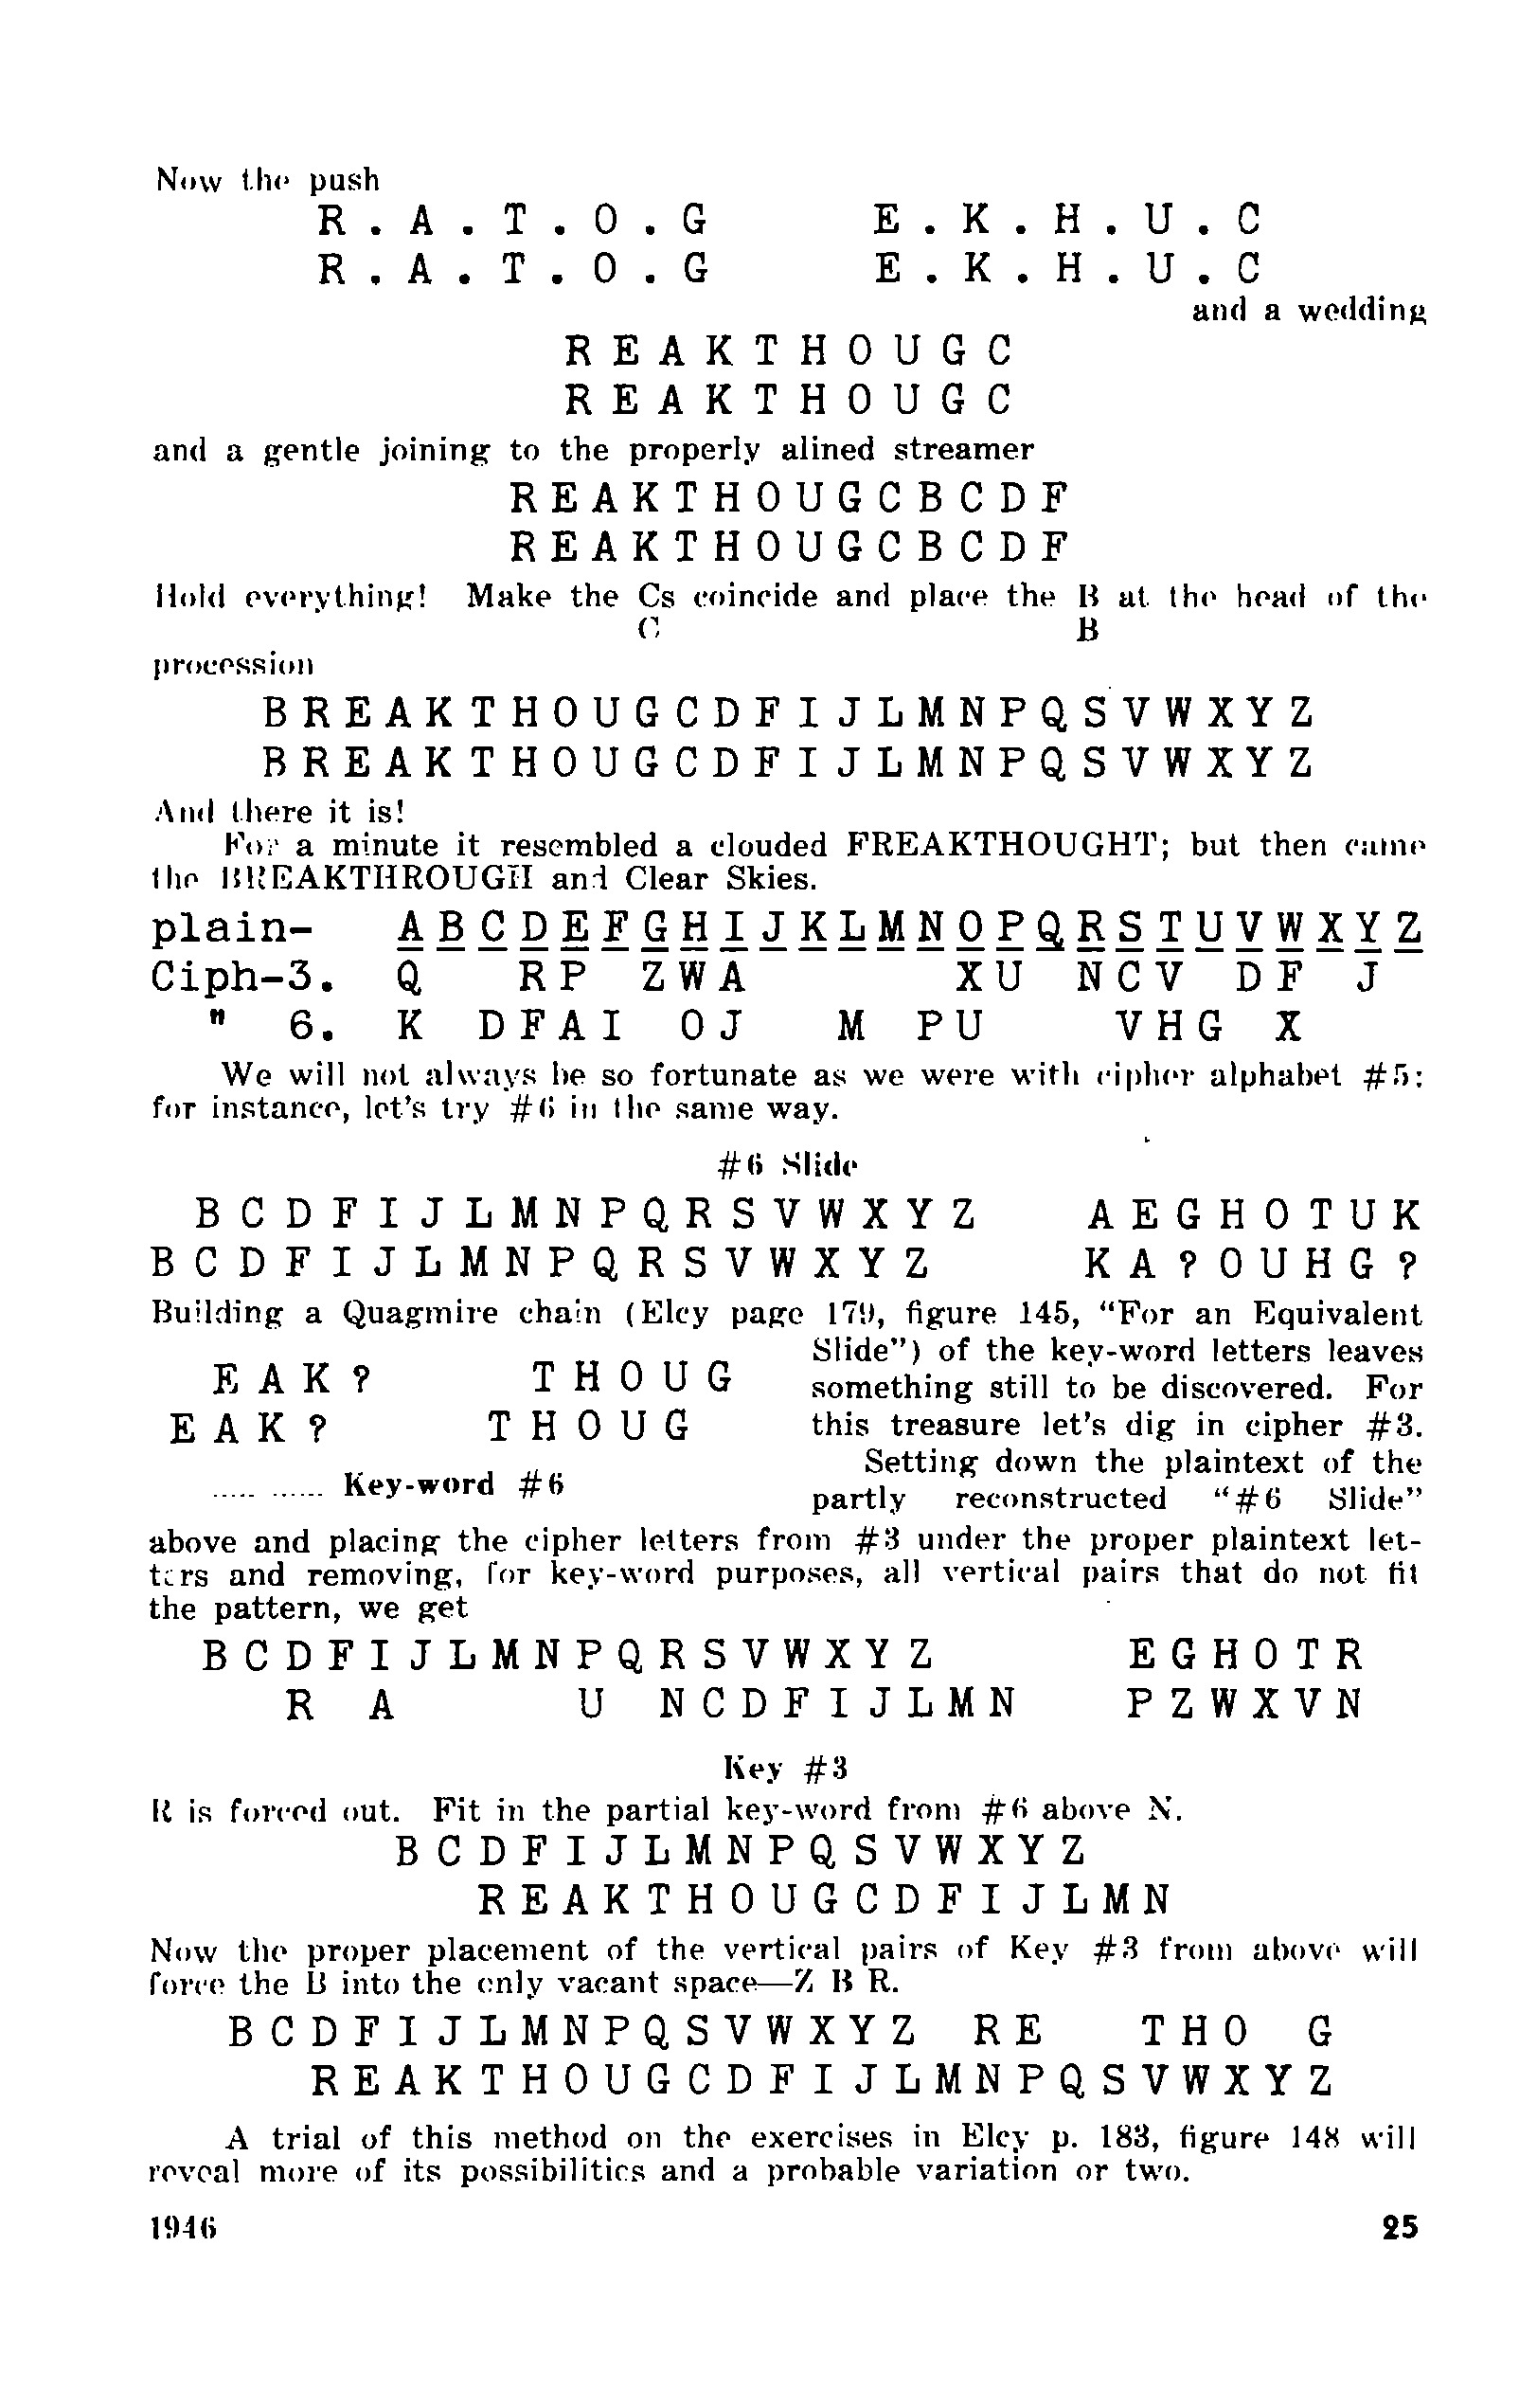 Now the push
R . A . T . O . G E . K . H . U . C
R . A . T . O . G E . K . H . U . C
and a wedding
R E A K T H O U G C
R E A K T H O U G C
and a gentle joining to the properly alined streamer
R E A K T H O U G C B C D F
R E A K T H O U G C B C D F
Hold everything! Make the Cs coincide and place the B at the head of the
C B
procession
B R E A K T H O U G C D F I J L M N P Q S V W X Y Z
B R E A K T H O U G C D F I J L M N P Q S V W X Y Z
And there it is!
For a minute it resembled a clouded FREAKTHOUGHT; but then came
the BREAKTHROUGH and Clear Skies.
plain- A B C D E F G H I J K L M N O P Q R S T U V W X Y Z
Ciph-3. Q R P Z W A X U N C V D F J
" 6. K D F A I O J M P U V H G X
We will not always be so fortunate as we were with cipher alphabet #5:
for instance, let's try #6 in the same way.
#6 Slide
B C D F I J L M N P Q R S V W X Y Z A E G H O T U K
B C D F I J L M N P Q R S V W X Y Z K A ? O U H G ?
Building a Quagmire chain (Elcy page 179, figure 145, "For an Equivalent
Slide") of the key-word letters leaves
something still to be discovered. For
this treasure let's dig in cipher #3.
E A K ? T H O U G
E A K ? T H O U G
..... ...... Key-word #6
Setting down the plaintext of the
partly reconstructed "#6 Slide"
above and placing the cipher letters from #3 under the proper plaintext let-
ters and removing, for key-word purposes, all vertical pairs that do not fit
the pattern, we get
B C D F I J L M N P Q R S V W X Y Z E G H O T R
R A U N C D F I J L M N P Z W X V N
Key #3
R is forced out. Fit in the partial key-word from #6 above N.
B C D F I J L M N P Q S V W X Y Z
R E A K T H O U G C D F I J L M N
Now the proper placement of the vertical pairs of Key #3 from above will
force the B into the only vacant space—Z B R.
B C D F I J L M N P Q S V W X Y Z R E T H O G
R E A K T H O U G C D F I J L M N P Q S V W X Y Z
A trial of this method on the exercises in Elcy p. 183, figure 148 will
reveal more of its possibilities and a probable variation or two.
1946 25